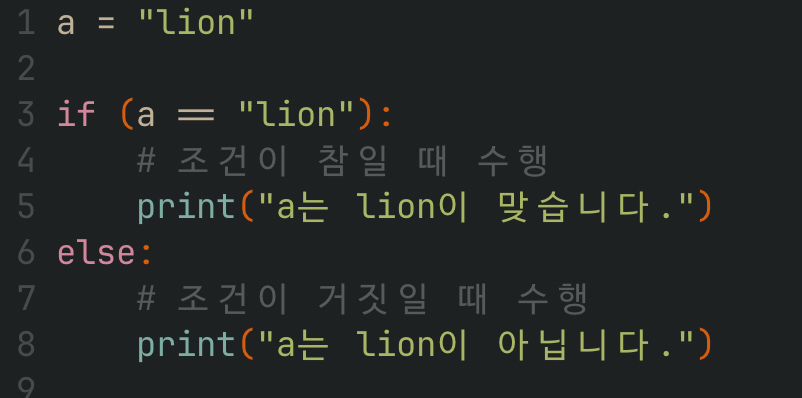 1 a = "lion"
2
3 if (a == "lion"):
4     # 조건이 참일 때 수행
5     print("a는 lion이 맞습니다.")
6 else:
7     # 조건이 거짓일 때 수행
8     print("a는 lion이 아닙니다.")
9